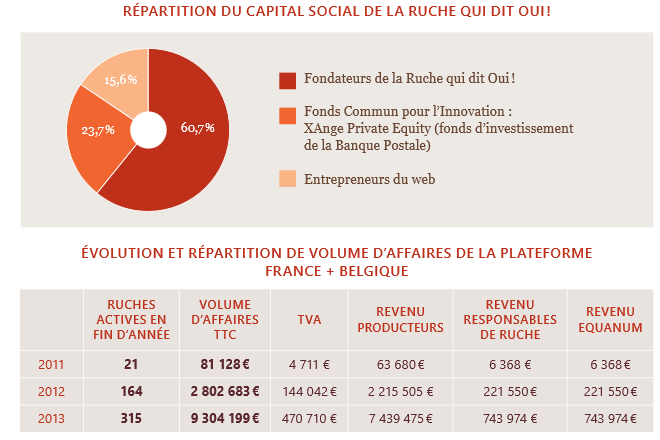 RÉPARTITION DU CAPITAL SOCIAL DE LA RUCHE QUI DIT OUI !
15,6%
23,7%
60,7%
Fondateurs de la Ruche qui dit Oui !
Fonds Commun pour l'Innovation :
XAnge Private Equity (fonds d'investissement
de la Banque Postale)
Entrepreneurs du web
ÉVOLUTION ET RÉPARTITION DE VOLUME D'AFFAIRES DE LA PLATEFORME
FRANCE + BELGIQUE
RUCHES ACTIVES EN FIN D'ANNÉE | VOLUME D'AFFAIRES TTC | TVA | REVENU PRODUCTEURS | REVENU RESPONSABLES DE RUCHE | REVENU EQUANUM
2011 | 21 | 81 128 € | 4 711 € | 63 680 € | 6 368 € | 6 368 €
2012 | 164 | 2 802 683 € | 144 042 € | 2 215 505 € | 221 550 € | 221 550 €
2013 | 315 | 9 304 199 € | 470 710 € | 7 439 475 € | 743 974 € | 743 974 €